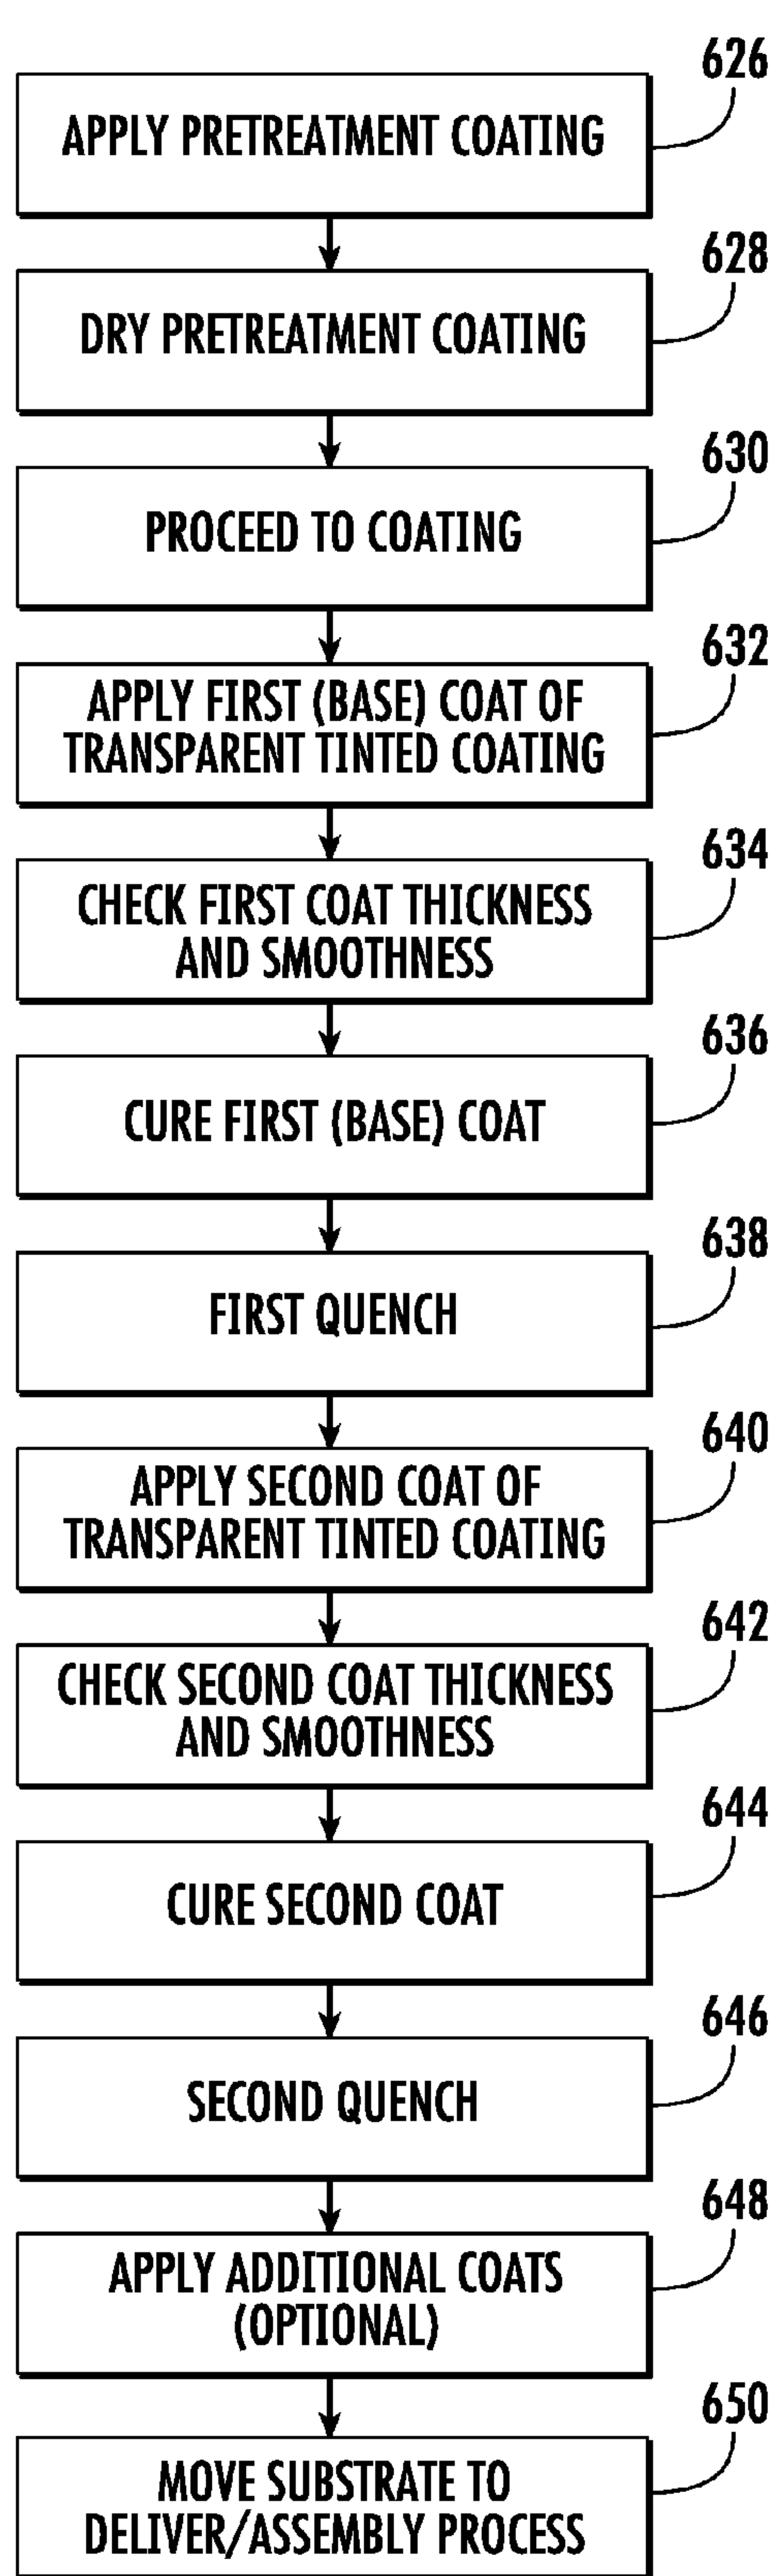 626
APPLY PRETREATMENT COATING
628
DRY PRETREATMENT COATING
630
PROCEED TO COATING
632
APPLY FIRST (BASE) COAT OF
TRANSPARENT TINTED COATING
634
CHECK FIRST COAT THICKNESS
AND SMOOTHNESS
636
CURE FIRST (BASE) COAT
638
FIRST QUENCH
640
APPLY SECOND COAT OF
TRANSPARENT TINTED COATING
642
CHECK SECOND COAT THICKNESS
AND SMOOTHNESS
644
CURE SECOND COAT
646
SECOND QUENCH
648
APPLY ADDITIONAL COATS
(OPTIONAL)
650
MOVE SUBSTRATE TO
DELIVER/ASSEMBLY PROCESS